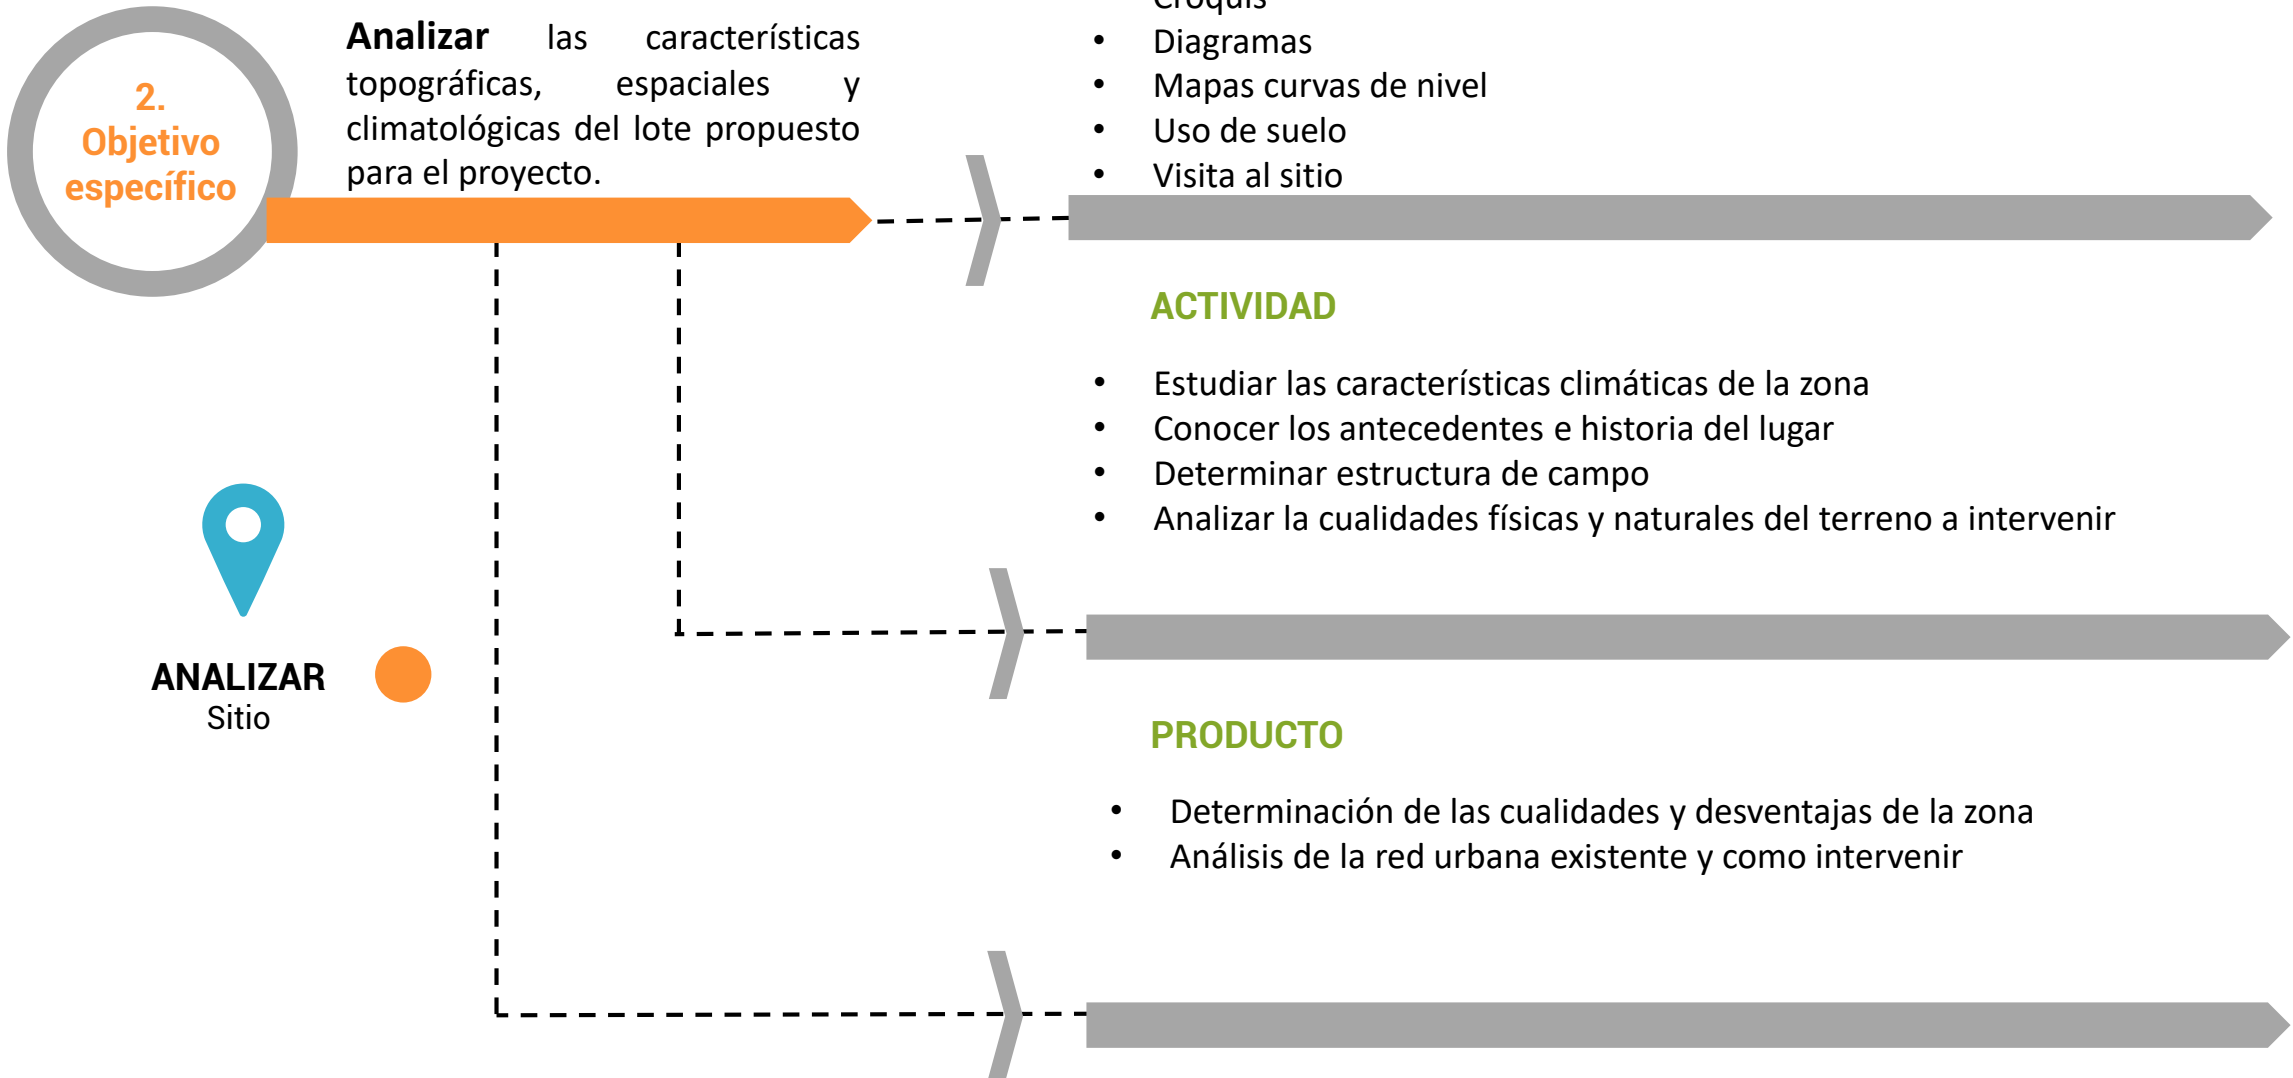 2.
Objetivo
específico
Analizar las características
topográficas, espaciales y
climatológicas del lote propuesto
para el proyecto.
Croquis
• Diagramas
• Mapas curvas de nivel
• Uso de suelo
• Visita al sitio
ACTIVIDAD
• Estudiar las características climáticas de la zona
• Conocer los antecedentes e historia del lugar
• Determinar estructura de campo
• Analizar la cualidades físicas y naturales del terreno a intervenir
ANALIZAR
Sitio
PRODUCTO
• Determinación de las cualidades y desventajas de la zona
• Análisis de la red urbana existente y como intervenir